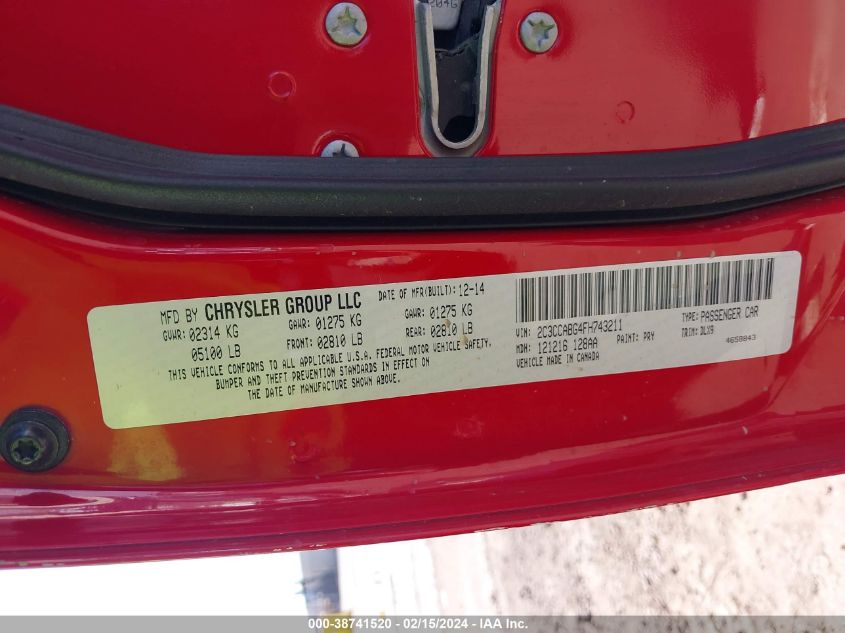 204G
MFD BY CHRYSLER GROUP LLC DATE OF MFR(BUILT): 12-14
GVWR: 02314 KG GAWR: 01275 KG GAWR: 01275 KG
05100 LB FRONT: 02810 LB REAR: 02810 LB
THIS VEHICLE CONFORMS TO ALL APPLICABLE U.S.A. FEDERAL MOTOR VEHICLE SAFETY,
BUMPER AND THEFT PREVENTION STANDARDS IN EFFECT ON
THE DATE OF MANUFACTURE SHOWN ABOVE.
VIN: 2C3CCABG4FH743211 TYPE: PASSENGER CAR
MDH: 121216 128AA PAINT: PRY TRIM: DLX9
VEHICLE MADE IN CANADA 4658843
000-38741520 - 02/15/2024 - IAA Inc.